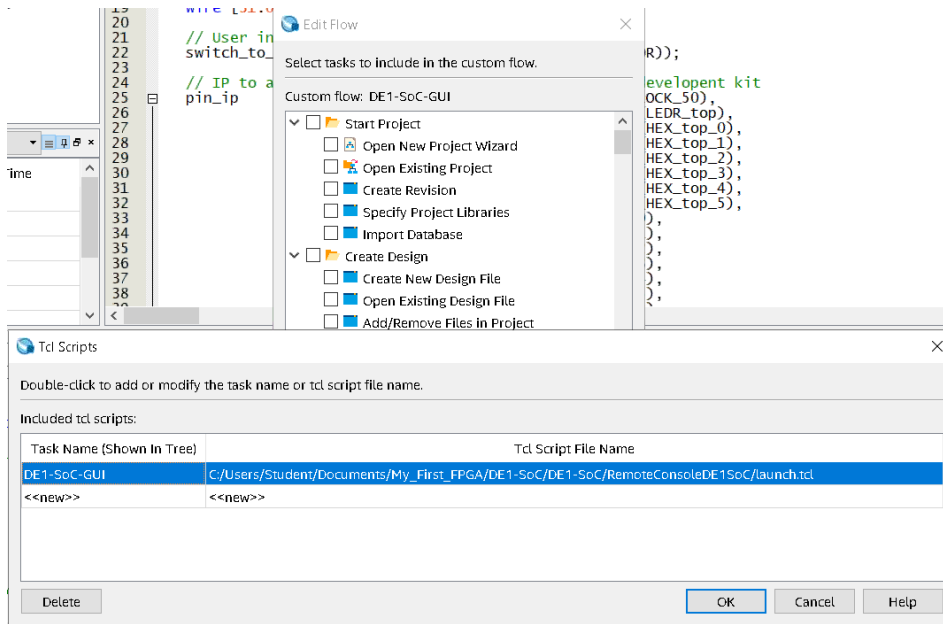 19 wire [31:0
20
21 // User in
22 switch_to_ R));
23
24 // IP to a evelopent kit
25 pin_ip OCK_50),
26 LEDR_top),
27 HEX_top_0),
28 HEX_top_1),
29 HEX_top_2),
30 HEX_top_3),
31 HEX_top_4),
32 HEX_top_5),
33 ),
34 ),
35 ),
36 ),
37 ),
38 ),
Time
Edit Flow
Select tasks to include in the custom flow.
Custom flow: DE1-SoC-GUI
Start Project
Open New Project Wizard
Open Existing Project
Create Revision
Specify Project Libraries
Import Database
Create Design
Create New Design File
Open Existing Design File
Add/Remove Files in Project
Tcl Scripts
Double-click to add or modify the task name or tcl script file name.
Included tcl scripts:
Task Name (Shown In Tree) Tcl Script File Name
DE1-SoC-GUI C:/Users/Student/Documents/My_First_FPGA/DE1-SoC/DE1-SoC/RemoteConsoleDE1SoC/launch.tcl
<<new>> <<new>>
Delete OK Cancel Help